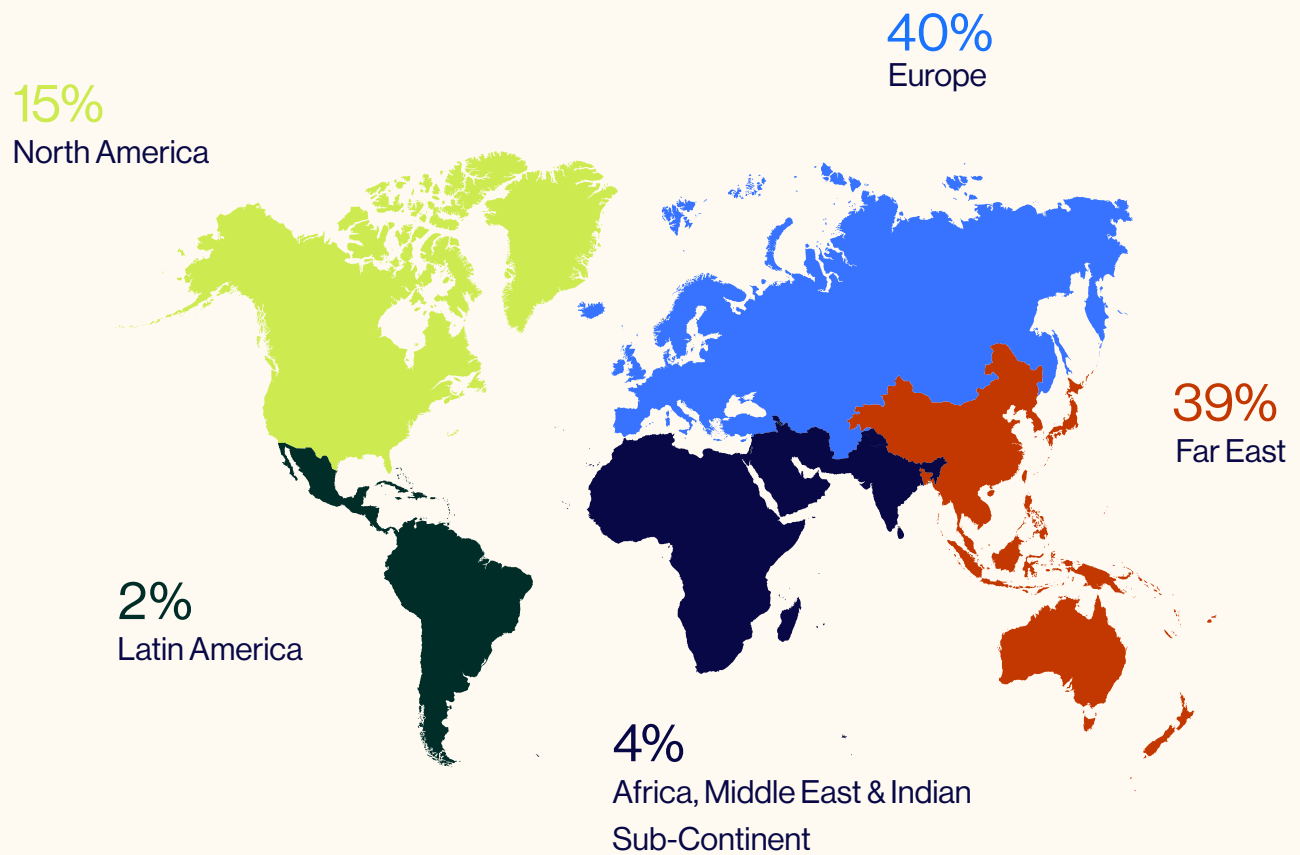 40%
Europe
15%
North America
39%
Far East
2%
Latin America
4%
Africa, Middle East & Indian
Sub-Continent